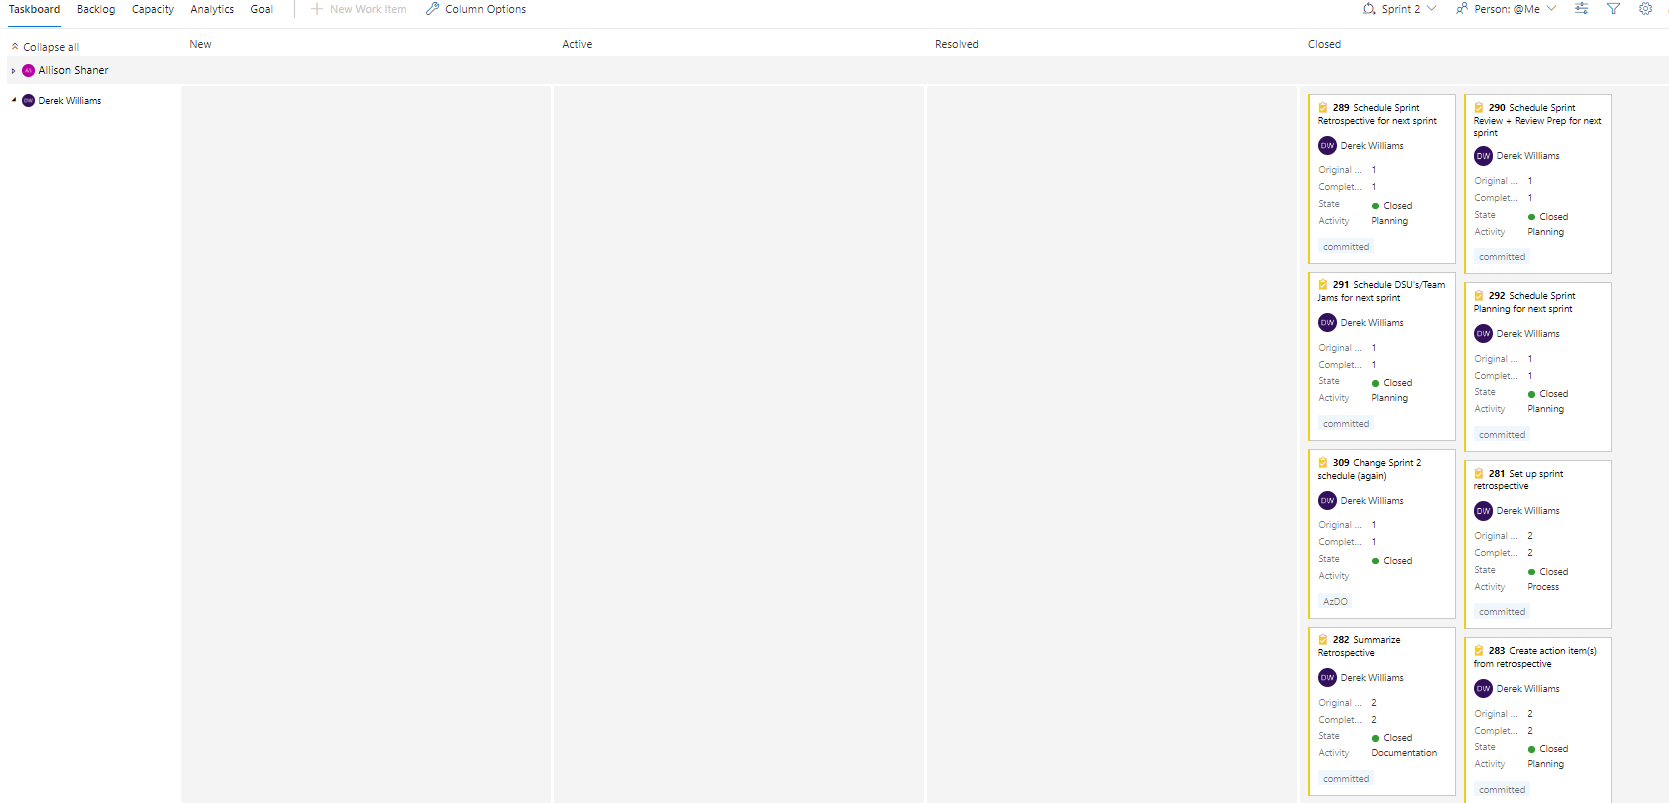 Taskboard Backlog Capacity Analytics Goal New Work Item Column Options Sprint 2 Person: @Me
Collapse all New Active Resolved Closed
AS Allison Shaner
DW Derek Williams
289 Schedule Sprint
Retrospective for next sprint
DW Derek Williams
Original ... 1
Complet... 1
State Closed
Activity Planning
committed
290 Schedule Sprint
Review + Review Prep for next
sprint
DW Derek Williams
Original ... 1
Complet... 1
State Closed
Activity Planning
committed
291 Schedule DSU's/Team
Jams for next sprint
DW Derek Williams
Original ... 1
Complet... 1
State Closed
Activity Planning
committed
292 Schedule Sprint
Planning for next sprint
DW Derek Williams
Original ... 1
Complet... 1
State Closed
Activity Planning
committed
309 Change Sprint 2
schedule (again)
DW Derek Williams
Original ... 1
Complet... 1
State Closed
Activity
AzDO
281 Set up sprint
retrospective
DW Derek Williams
Original ... 2
Complet... 2
State Closed
Activity Process
committed
282 Summarize
Retrospective
DW Derek Williams
Original ... 2
Complet... 2
State Closed
Activity Documentation
committed
283 Create action item(s)
from retrospective
DW Derek Williams
Original ... 2
Complet... 2
State Closed
Activity Planning
committed